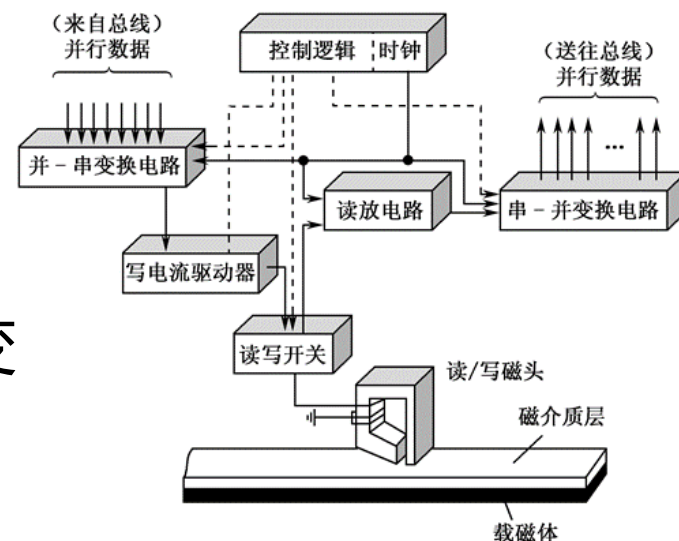 （来自总线）
并行数据
控制逻辑 时钟
（送往总线）
并行数据
...
并－串变换电路
读放电路
串－并变换电路
写电流驱动器
变
读写开关
读/写磁头
磁介质层
载磁体